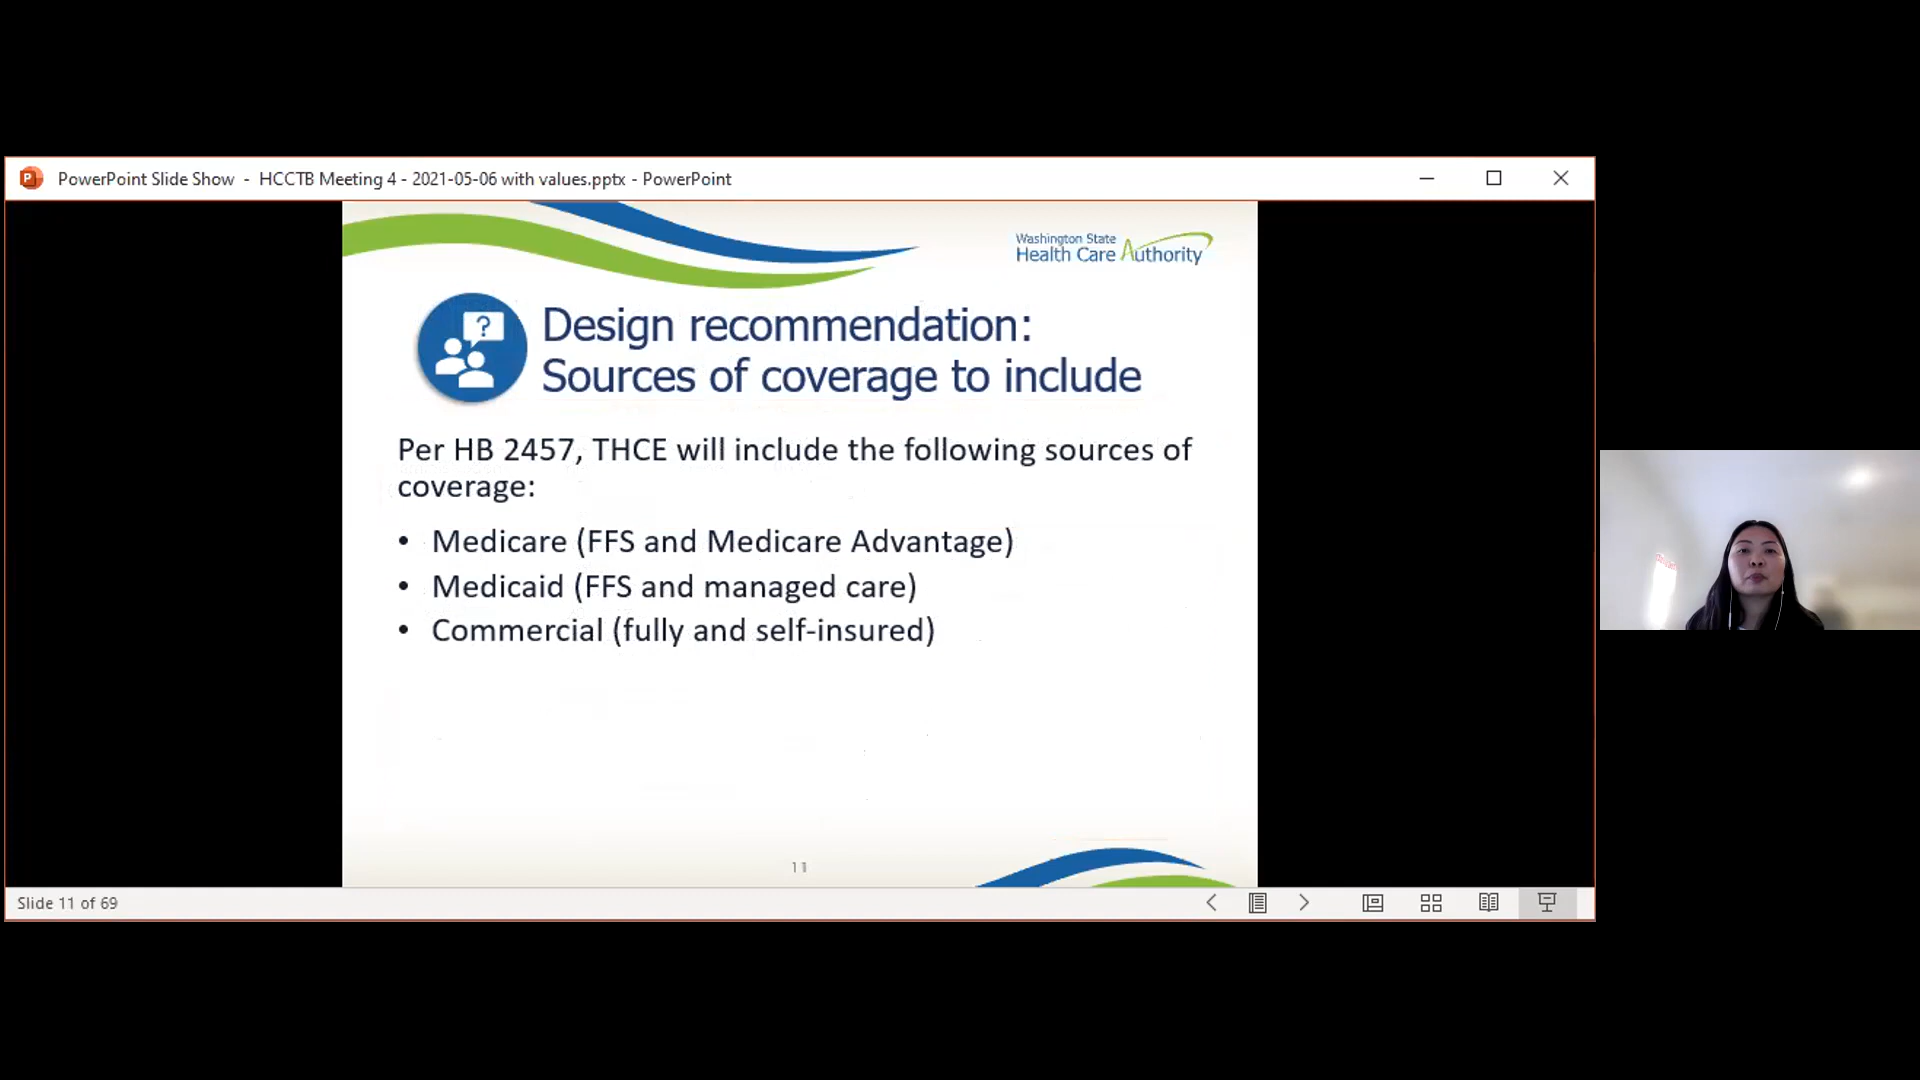 PowerPoint Slide Show - HCCTB Meeting 4 - 2021-05-06 with values.pptx - PowerPoint
Washington State
Health Care Authority
?
Design recommendation:
Sources of coverage to include
Per HB 2457, THCE will include the following sources of
coverage:
• Medicare (FFS and Medicare Advantage)
• Medicaid (FFS and managed care)
• Commercial (fully and self-insured)
11
Slide 11 of 69